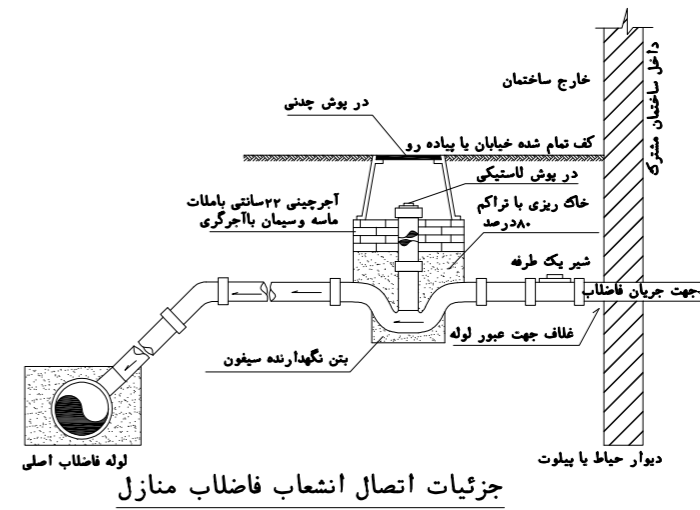 داخل ساختمان مشترک
خارج ساختمان
در پوش چدنی
کف تمام شده خیابان یا پیاده رو
در پوش لاستیکی
آجرچینی ۲۲سانتی باملات
ماسه وسیمان باآجرگری
خاک ریزی با تراکم
۸۰درصد
شیر یک طرفه
جهت جریان فاضلاب
غلاف جهت عبور لوله
بتن نگهدارنده سیفون
لوله فاضلاب اصلی
دیوار حیاط یا پیلوت
جزئیات اتصال انشعاب فاضلاب منازل